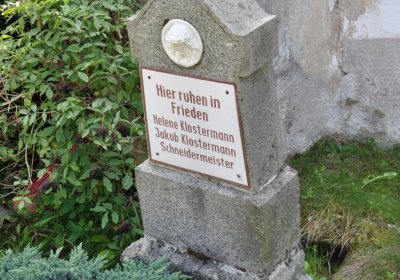 Hier ruhen in
Frieden
Helene Klostermann
Jakob Klostermann
Schneidermeister